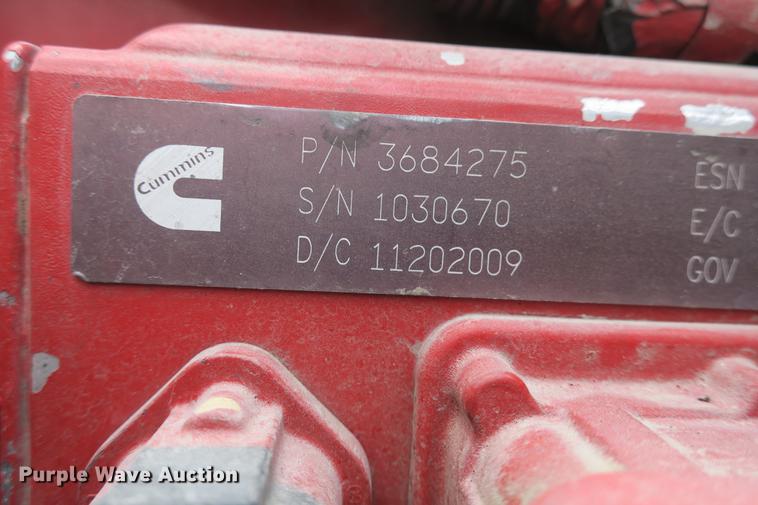 Cummins
P/N 3684275
S/N 1030670
D/C 11202009
ESN
E/C
GOV
Purple Wave Auction